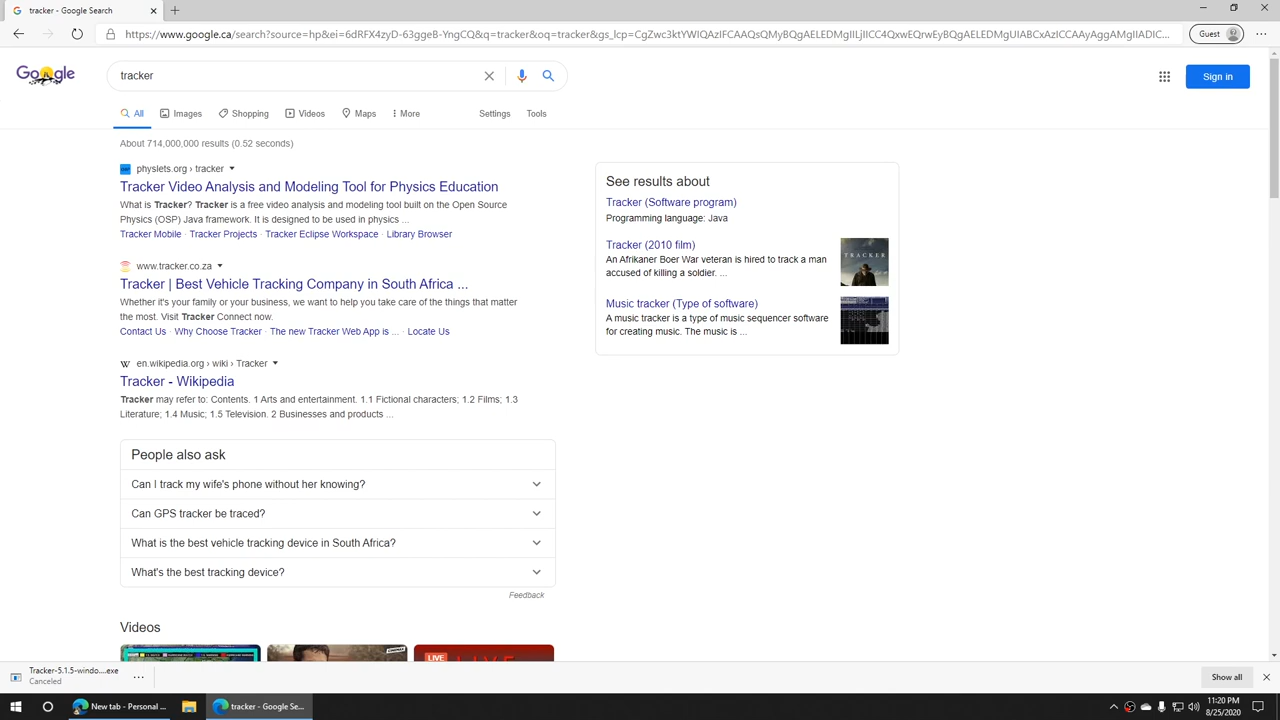 tracker - Google Search
https://www.google.ca/search?source=hp&ei=6dRFX4zyD-63ggeB-YngCQ&q=tracker&oq=tracker&gs_lcp=CgZwc3ktYWIQAzIFCAAQsQMyBQgAELEDMgIILjIICC4QxwEQrwEyBQgAELEDMgUIABCxAzICCAAyAggAMgIIADIC...
Guest
Google
tracker
Sign in
All Images Shopping Videos Maps More Settings Tools
About 714,000,000 results (0.52 seconds)
physlets.org › tracker
Tracker Video Analysis and Modeling Tool for Physics Education
What is Tracker? Tracker is a free video analysis and modeling tool built on the Open Source
Physics (OSP) Java framework. It is designed to be used in physics ...
Tracker Mobile · Tracker Projects · Tracker Eclipse Workspace · Library Browser
www.tracker.co.za
Tracker | Best Vehicle Tracking Company in South Africa ...
Whether it's your family or your business, we want to help you take care of the things that matter
the most. Visit Tracker Connect now.
Contact Us · Why Choose Tracker · The new Tracker Web App is ... · Locate Us
en.wikipedia.org › wiki › Tracker
Tracker - Wikipedia
Tracker may refer to: Contents. 1 Arts and entertainment. 1.1 Fictional characters; 1.2 Films; 1.3
Literature; 1.4 Music; 1.5 Television. 2 Businesses and products ...
People also ask
Can I track my wife's phone without her knowing?
Can GPS tracker be traced?
What is the best vehicle tracking device in South Africa?
What's the best tracking device?
Feedback
Videos
LIVE
See results about
Tracker (Software program)
Programming language: Java
Tracker (2010 film)
An Afrikaner Boer War veteran is hired to track a man
accused of killing a soldier. ...
TRACKER
Music tracker (Type of software)
A music tracker is a type of music sequencer software
for creating music. The music is ...
Tracker-5.1.5-windo....exe
Canceled
Show all
New tab - Personal ...
tracker - Google Se...
11:20 PM
8/25/2020